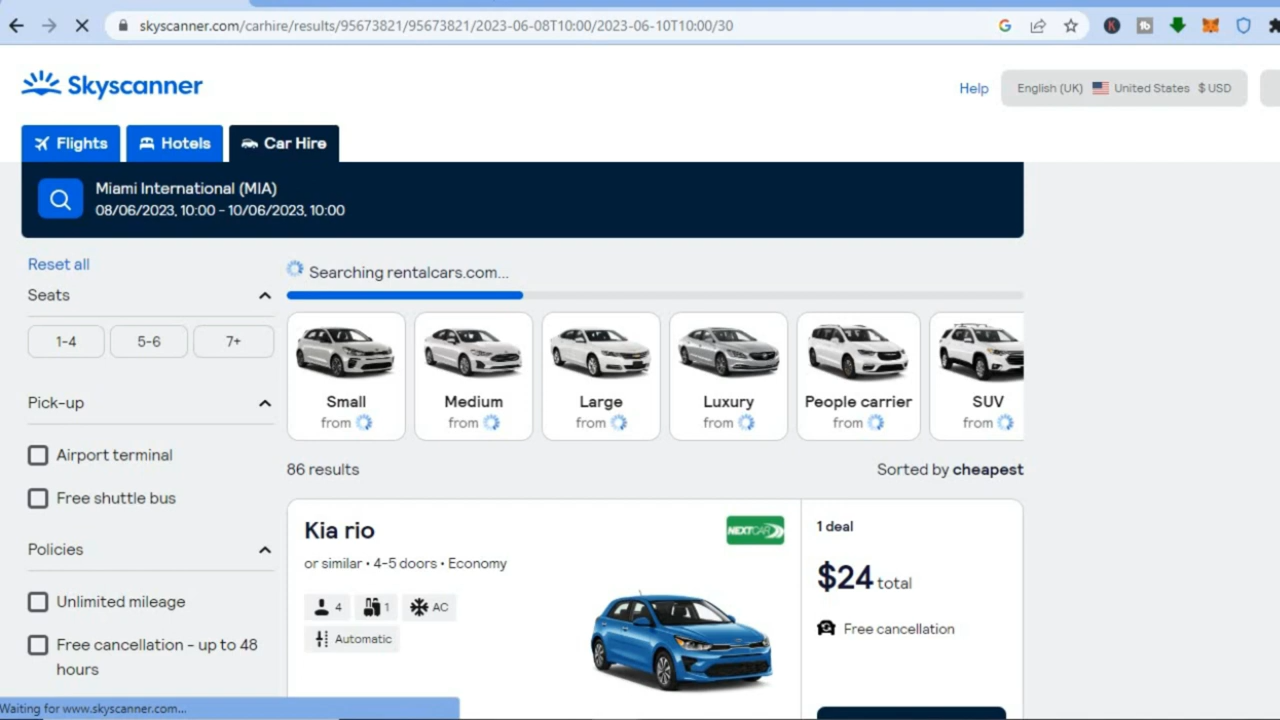 skyscanner.com/carhire/results/95673821/95673821/2023-06-08T10:00/2023-06-10T10:00/30
Skyscanner
Help
English (UK) United States $ USD
Flights
Hotels
Car Hire
Miami International (MIA)
08/06/2023, 10:00 - 10/06/2023, 10:00
Reset all
Searching rentalcars.com...
Seats
1-4 5-6 7+
Small
from
Medium
from
Large
from
Luxury
from
People carrier
from
SUV
from
Pick-up
Airport terminal
Free shuttle bus
Policies
Unlimited mileage
Free cancellation - up to 48
hours
86 results
Sorted by cheapest
Kia rio
NEXTCAR
or similar • 4-5 doors • Economy
4 1 AC
Automatic
1 deal
$24 total
Free cancellation
Waiting for www.skyscanner.com...